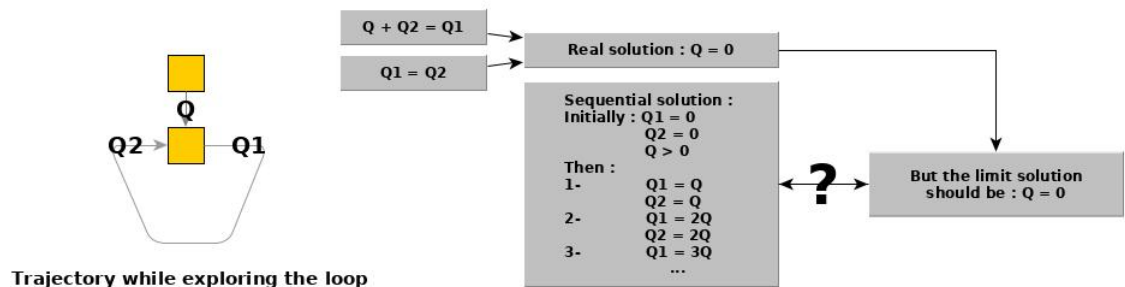 Q
Q2
Q1
Trajectory while exploring the loop
Q + Q2 = Q1
Q1 = Q2
Real solution : Q = 0
Sequential solution :
Initially : Q1 = 0
Q2 = 0
Q > 0
Then :
1- Q1 = Q
Q2 = Q
2- Q1 = 2Q
Q2 = 2Q
3- Q1 = 3Q
...
?
But the limit solution
should be : Q = 0